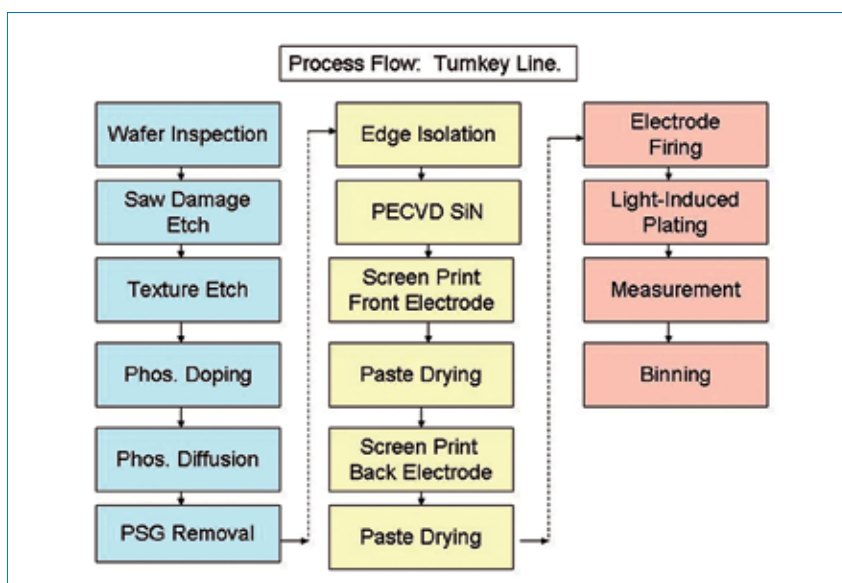 Process Flow: Turnkey Line.
Wafer Inspection
Saw Damage
Etch
Texture Etch
Phos. Doping
Phos. Diffusion
PSG Removal
Edge Isolation
PECVD SiN
Screen Print
Front Electrode
Paste Drying
Screen Print
Back Electrode
Paste Drying
Electrode
Firing
Light-Induced
Plating
Measurement
Binning